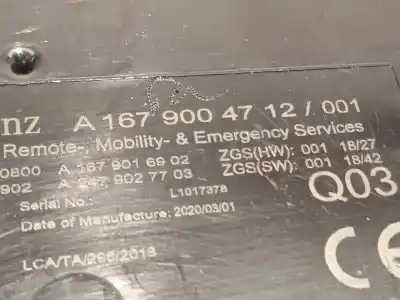 nz A 167 900 47 12 / 001
Remote-, Mobility- & Emergency Services
0800 A 167 901 69 02 ZGS(HW): 001 18/27
902 A 247 902 77 03 ZGS(SW): 001 18/42
Serial No.: L1017378 Q03
Date of Manufacture: 2020/03/01
LCA/TA/296/2018 CE